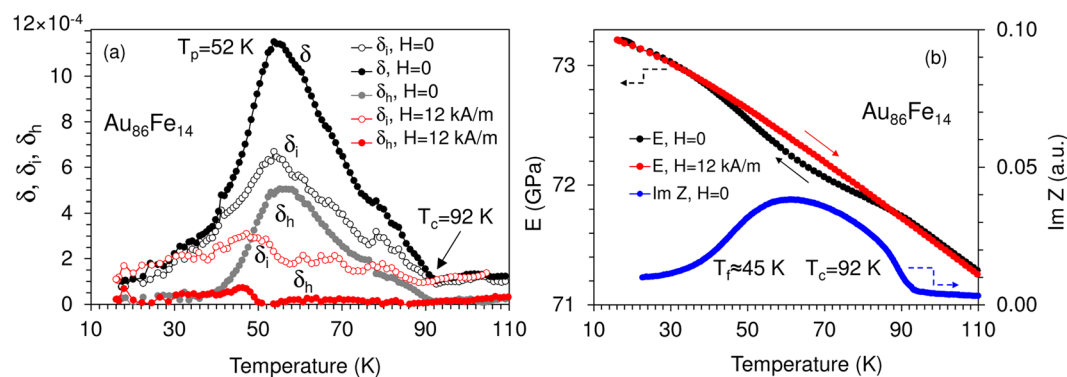 12×10⁻⁴
10
8
6
4
2
0
δ, δᵢ, δₕ
(a)
Tₚ=52 K
δ
δᵢ, H=0
δ, H=0
δₕ, H=0
δᵢ, H=12 kA/m
δₕ, H=12 kA/m
Au₈₆Fe₁₄
δᵢ
T_c=92 K
δₕ
δᵢ
δₕ
10 30 50 70 90 110
Temperature (K)
73
72
71
E (GPa)
(b)
Au₈₆Fe₁₄
E, H=0
E, H=12 kA/m
Im Z, H=0
T_f≈45 K T_c=92 K
0.10
0.05
0.00
Im Z (a.u.)
10 30 50 70 90 110
Temperature (K)